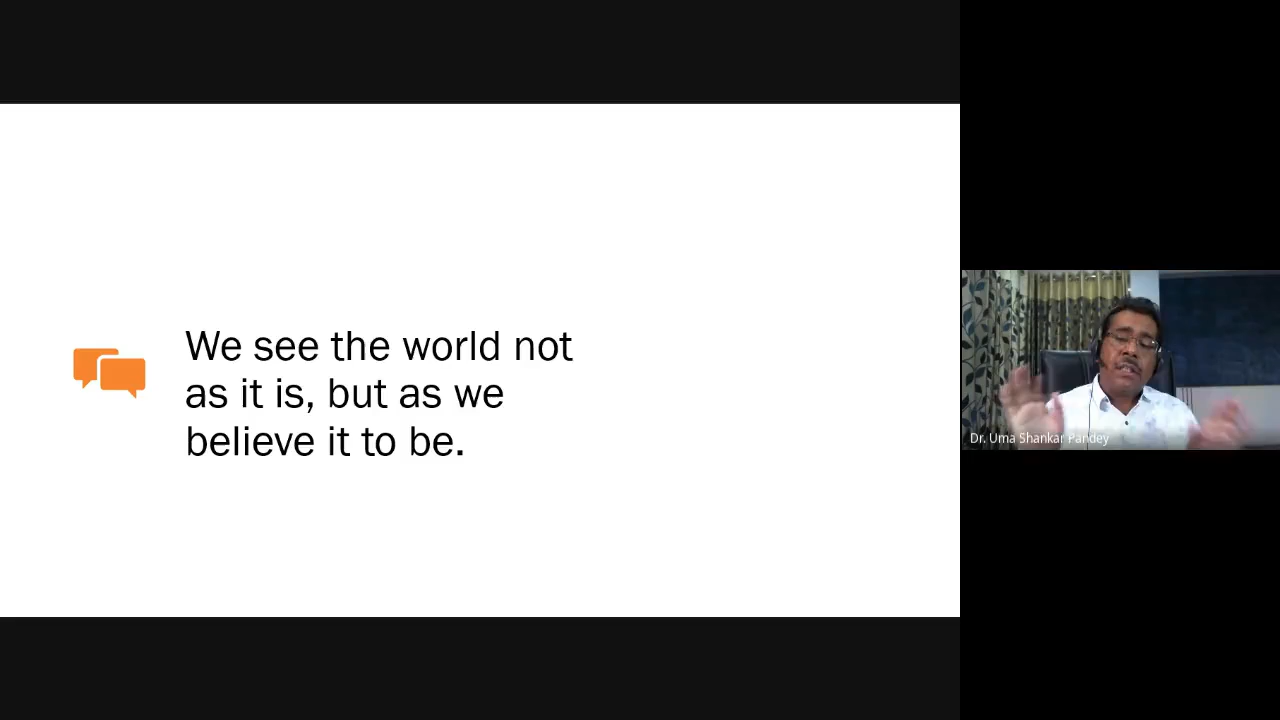 We see the world not
as it is, but as we
believe it to be.
Dr. Uma Shankar Pandey